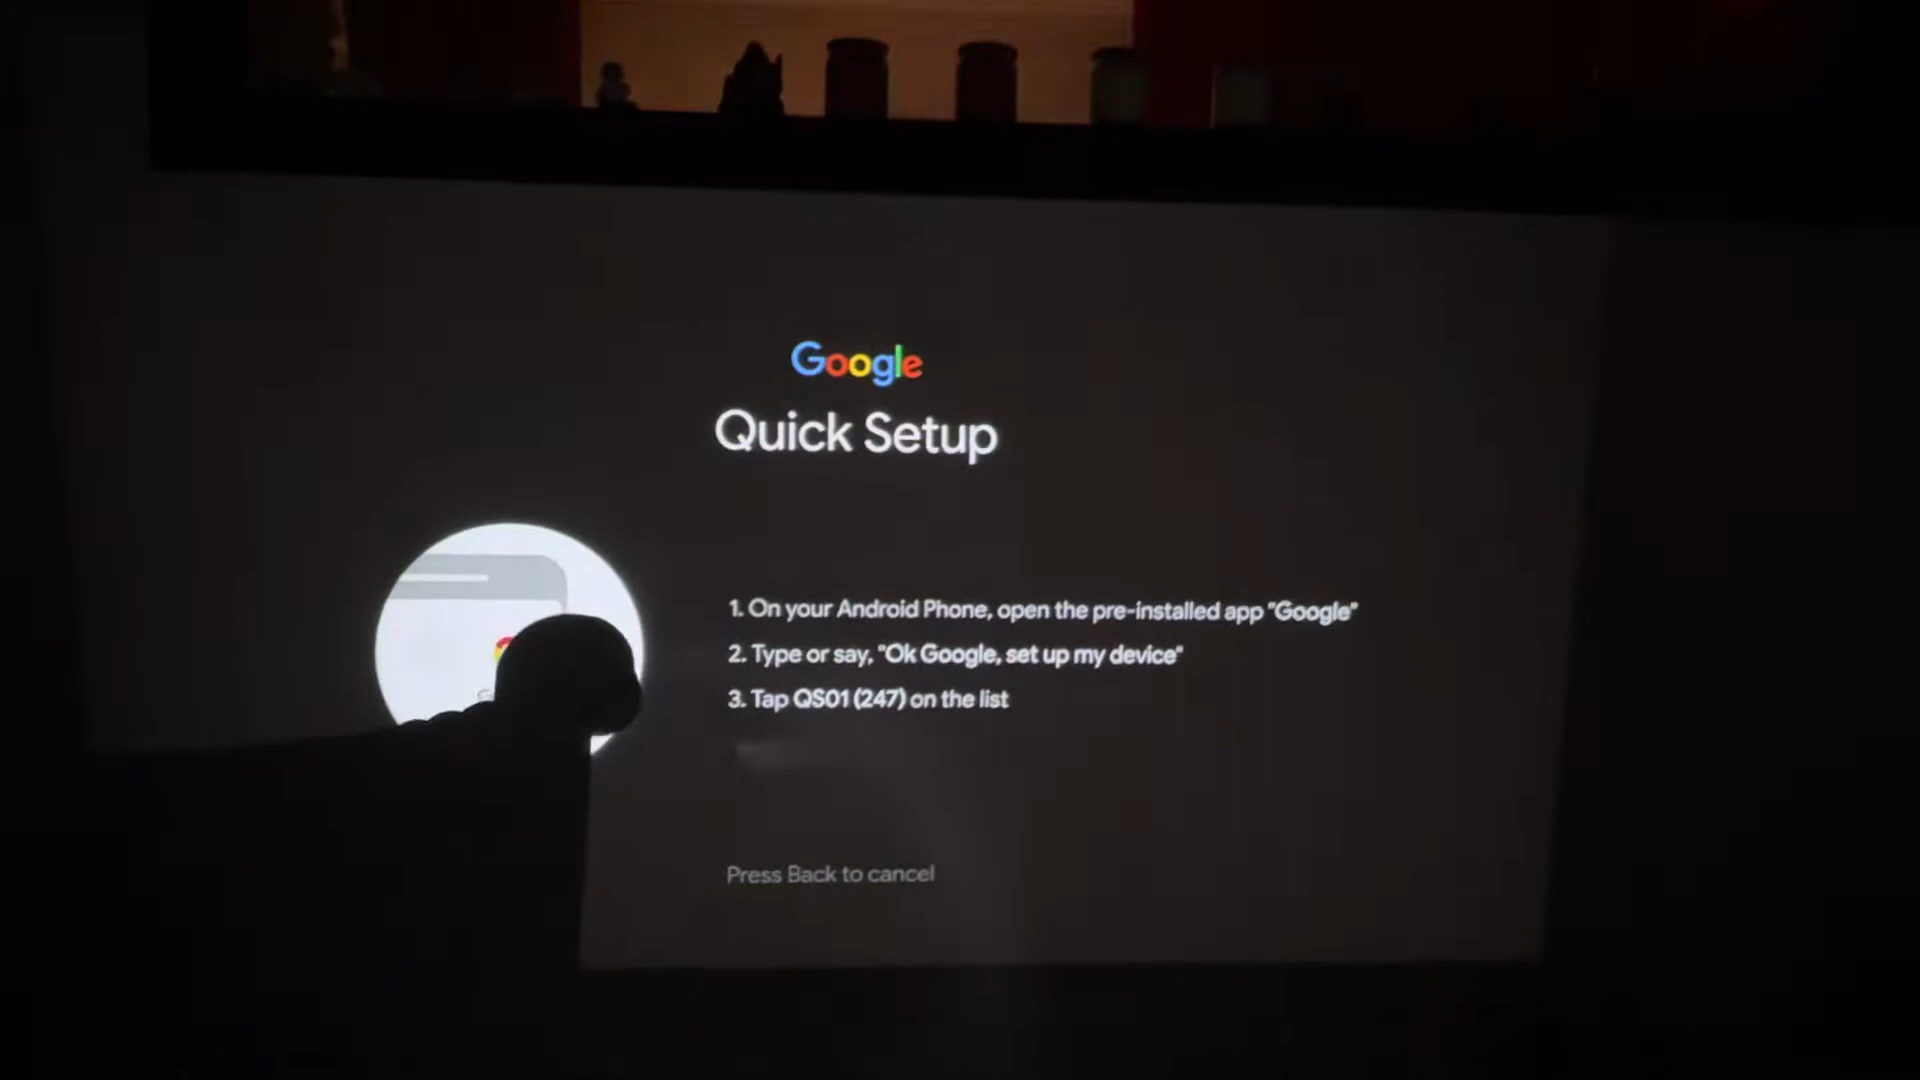 Google
Quick Setup
1. On your Android Phone, open the pre-installed app "Google"
2. Type or say, "Ok Google, set up my device"
3. Tap QS01 (247) on the list
Press Back to cancel